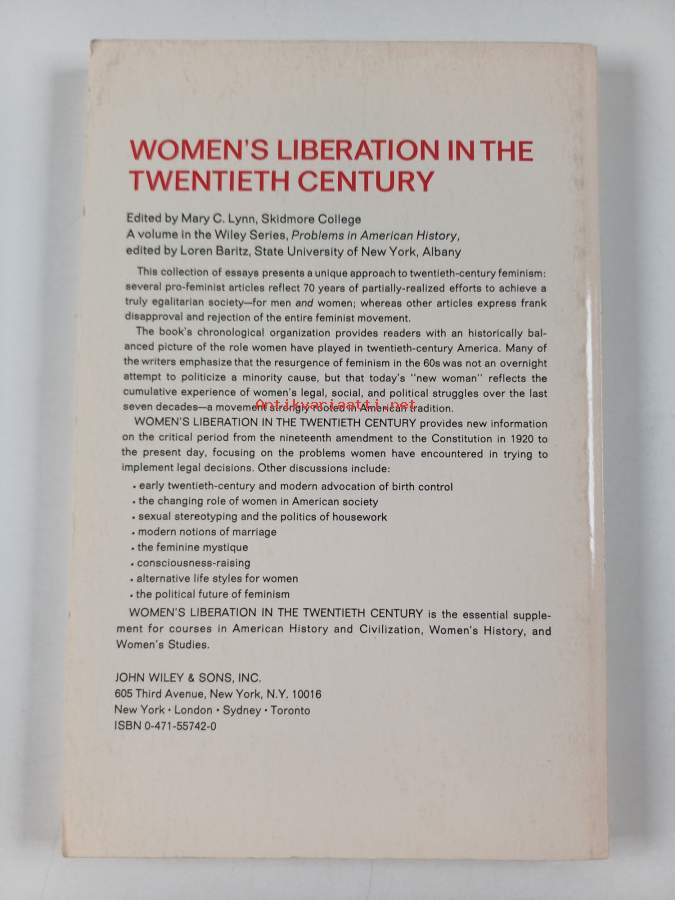 WOMEN'S LIBERATION IN THE
TWENTIETH CENTURY
Edited by Mary C. Lynn, Skidmore College
A volume in the Wiley Series, Problems in American History,
edited by Loren Baritz, State University of New York, Albany
This collection of essays presents a unique approach to twentieth-century feminism:
several pro-feminist articles reflect 70 years of partially-realized efforts to achieve a
truly egalitarian society—for men and women; whereas other articles express frank
disapproval and rejection of the entire feminist movement.
The book's chronological organization provides readers with an historically bal-
anced picture of the role women have played in twentieth-century America. Many of
the writers emphasize that the resurgence of feminism in the 60s was not an overnight
attempt to politicize a minority cause, but that today's "new woman" reflects the
cumulative experience of women's legal, social, and political struggles over the last
seven decades—a movement strongly rooted in American tradition.
Antikvariaatti.net
WOMEN'S LIBERATION IN THE TWENTIETH CENTURY provides new information
on the critical period from the nineteenth amendment to the Constitution in 1920 to
the present day, focusing on the problems women have encountered in trying to
implement legal decisions. Other discussions include:
• early twentieth-century and modern advocation of birth control
• the changing role of women in American society
• sexual stereotyping and the politics of housework
• modern notions of marriage
• the feminine mystique
• consciousness-raising
• alternative life styles for women
• the political future of feminism
WOMEN'S LIBERATION IN THE TWENTIETH CENTURY is the essential supple-
ment for courses in American History and Civilization, Women's History, and
Women's Studies.
JOHN WILEY & SONS, INC.
605 Third Avenue, New York, N.Y. 10016
New York • London • Sydney • Toronto
ISBN 0-471-55742-0